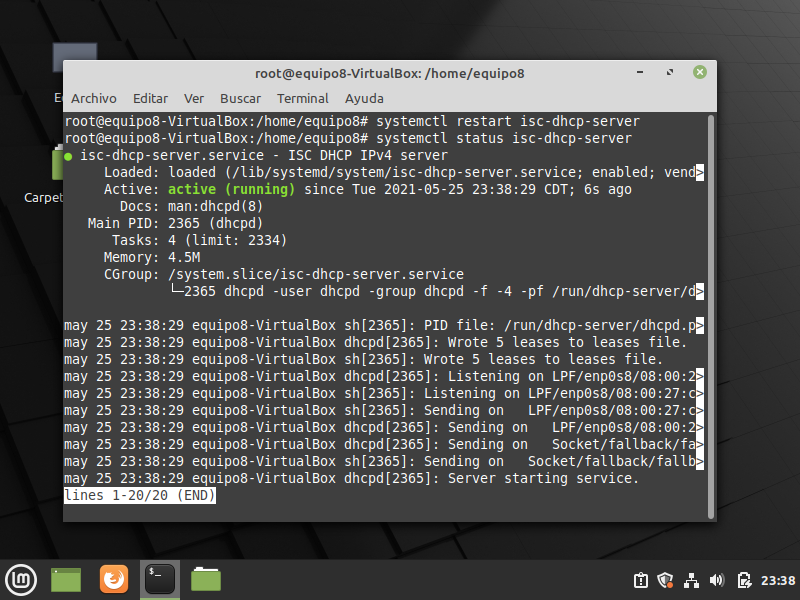 root@equipo8-VirtualBox: /home/equipo8
Archivo Editar Ver Buscar Terminal Ayuda
root@equipo8-VirtualBox:/home/equipo8# systemctl restart isc-dhcp-server
root@equipo8-VirtualBox:/home/equipo8# systemctl status isc-dhcp-server
● isc-dhcp-server.service - ISC DHCP IPv4 server
Loaded: loaded (/lib/systemd/system/isc-dhcp-server.service; enabled; vend>
Active: active (running) since Tue 2021-05-25 23:38:29 CDT; 6s ago
Docs: man:dhcpd(8)
Main PID: 2365 (dhcpd)
Tasks: 4 (limit: 2334)
Memory: 4.5M
CGroup: /system.slice/isc-dhcp-server.service
└─2365 dhcpd -user dhcpd -group dhcpd -f -4 -pf /run/dhcp-server/d>
may 25 23:38:29 equipo8-VirtualBox sh[2365]: PID file: /run/dhcp-server/dhcpd.p>
may 25 23:38:29 equipo8-VirtualBox dhcpd[2365]: Wrote 5 leases to leases file.
may 25 23:38:29 equipo8-VirtualBox sh[2365]: Wrote 5 leases to leases file.
may 25 23:38:29 equipo8-VirtualBox dhcpd[2365]: Listening on LPF/enp0s8/08:00:2>
may 25 23:38:29 equipo8-VirtualBox sh[2365]: Listening on LPF/enp0s8/08:00:27:c>
may 25 23:38:29 equipo8-VirtualBox sh[2365]: Sending on   LPF/enp0s8/08:00:27:c>
may 25 23:38:29 equipo8-VirtualBox dhcpd[2365]: Sending on   LPF/enp0s8/08:00:2>
may 25 23:38:29 equipo8-VirtualBox dhcpd[2365]: Sending on   Socket/fallback/fa>
may 25 23:38:29 equipo8-VirtualBox sh[2365]: Sending on   Socket/fallback/fallb>
may 25 23:38:29 equipo8-VirtualBox dhcpd[2365]: Server starting service.
lines 1-20/20 (END)
Carpet
23:38